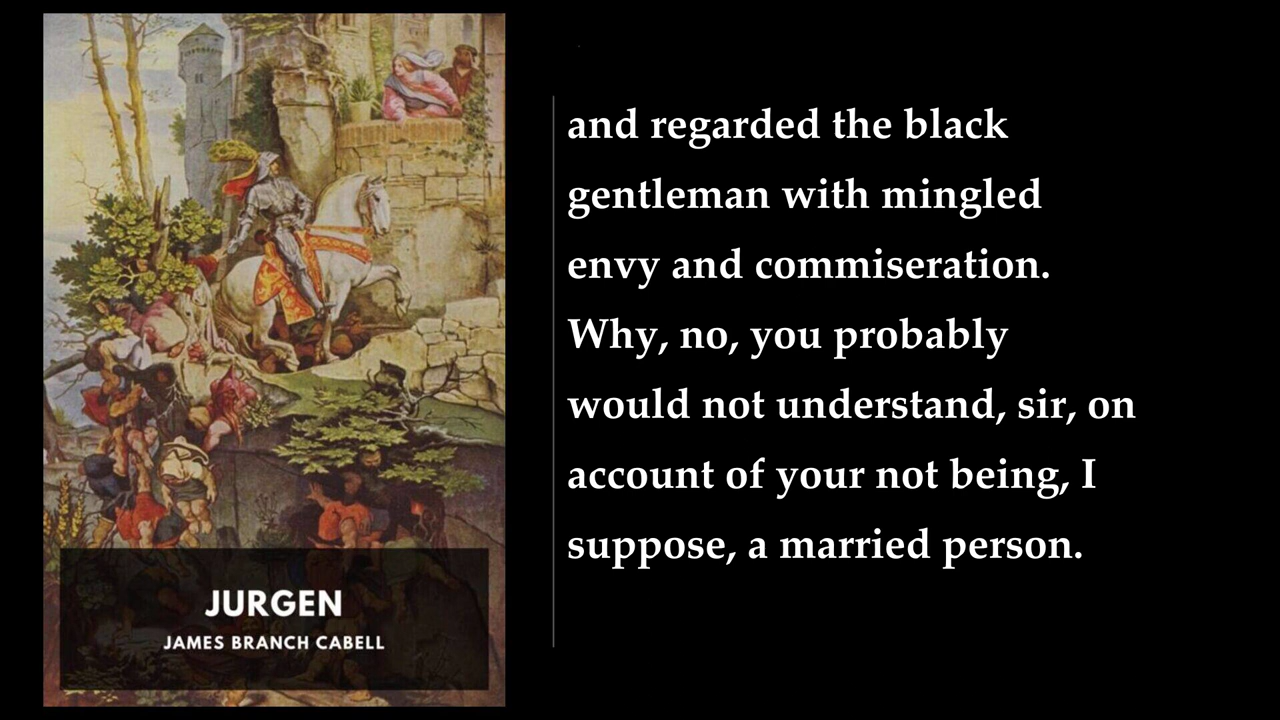 and regarded the black
gentleman with mingled
envy and commiseration.
Why, no, you probably
would not understand, sir, on
account of your not being, I
suppose, a married person.
JURGEN
JAMES BRANCH CABELL